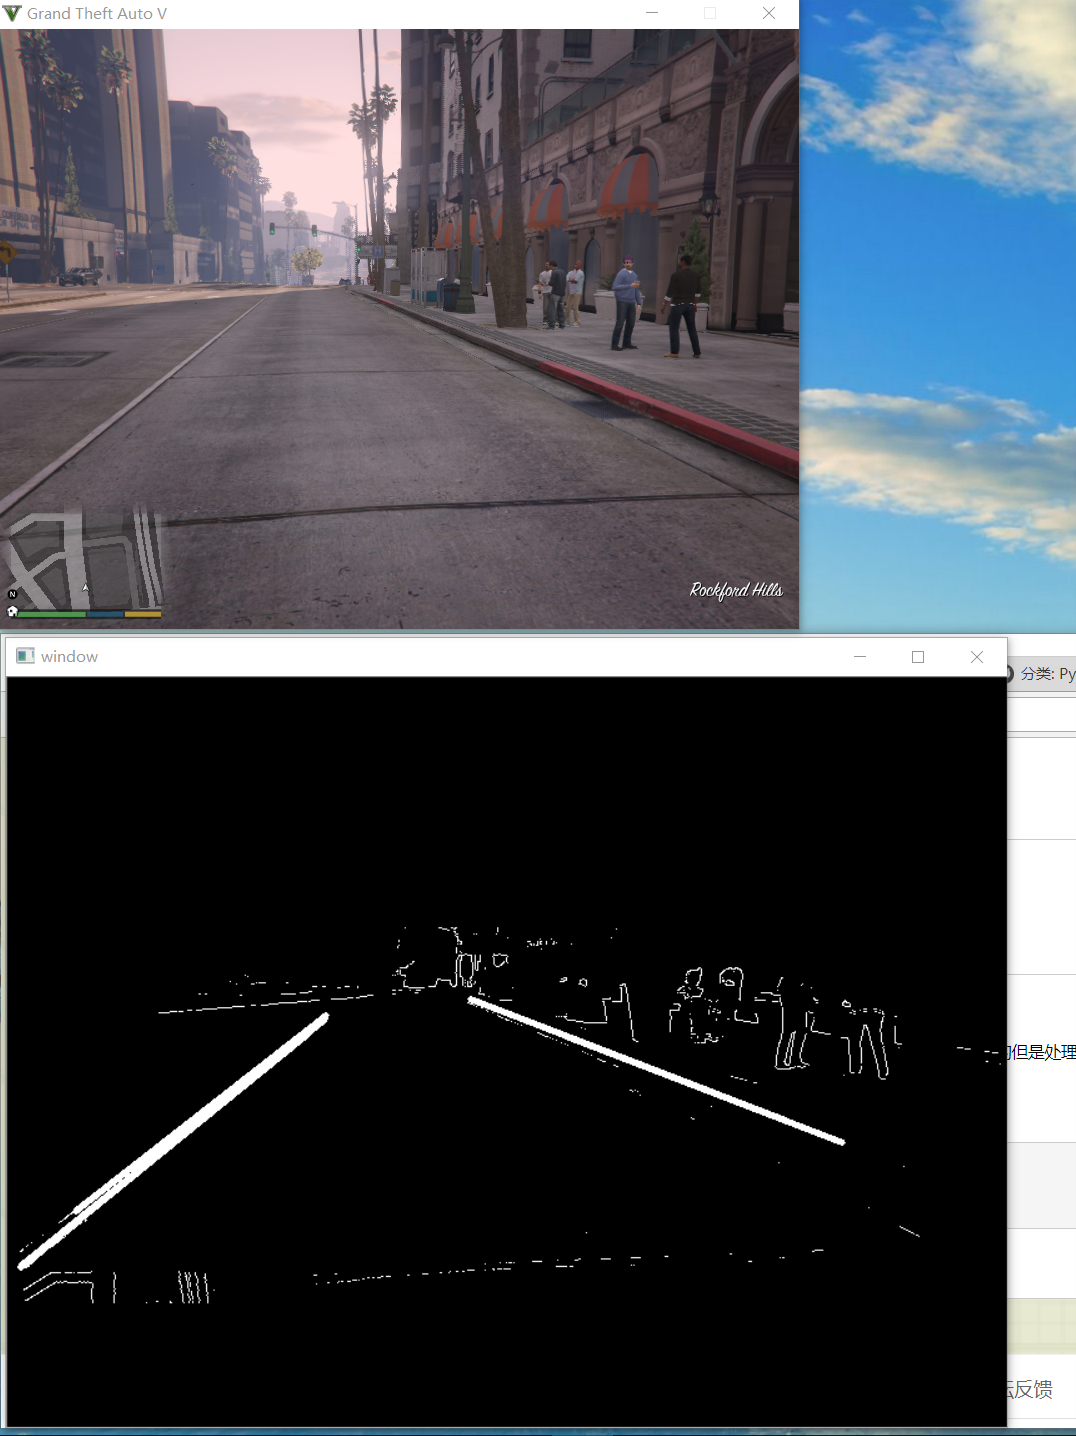 Grand Theft Auto V
N
Rockford Hills
window
分类: Py
但是处理
反馈